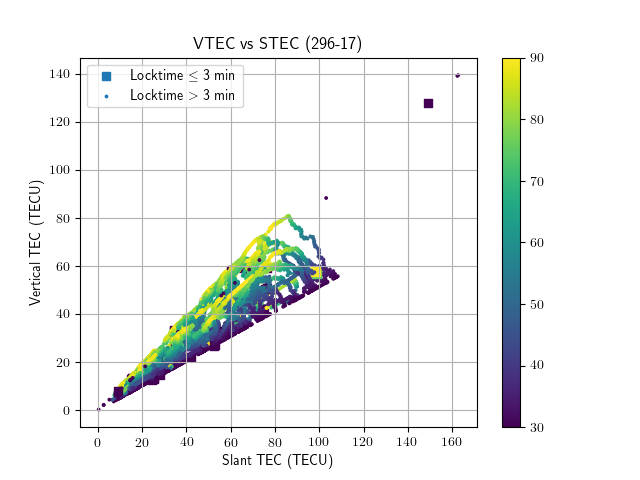 VTEC vs STEC (296-17)
Locktime ≤ 3 min
Locktime > 3 min
140
120
100
80
60
40
20
0
Vertical TEC (TECU)
0 20 40 60 80 100 120 140 160
Slant TEC (TECU)
90
80
70
60
50
40
30